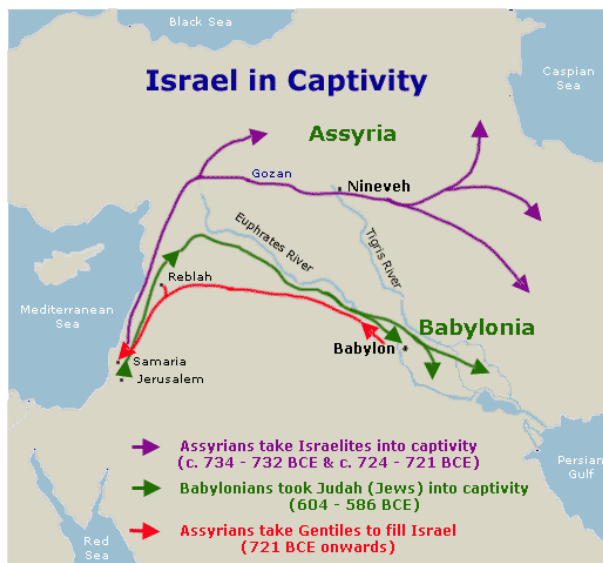 Black Sea
Caspian
Sea
Israel in Captivity
Assyria
Gozan
Nineveh
Euphrates River
Tigris River
Reblah
Mediterranean
Sea
Babylonia
Babylon
Samaria
Jerusalem
Assyrians take Israelites into captivity
(c. 734 - 732 BCE & c. 724 - 721 BCE)
Persian
Gulf
Babylonians took Judah (Jews) into captivity
(604 - 586 BCE)
Assyrians take Gentiles to fill Israel
(721 BCE onwards)
Red
Sea